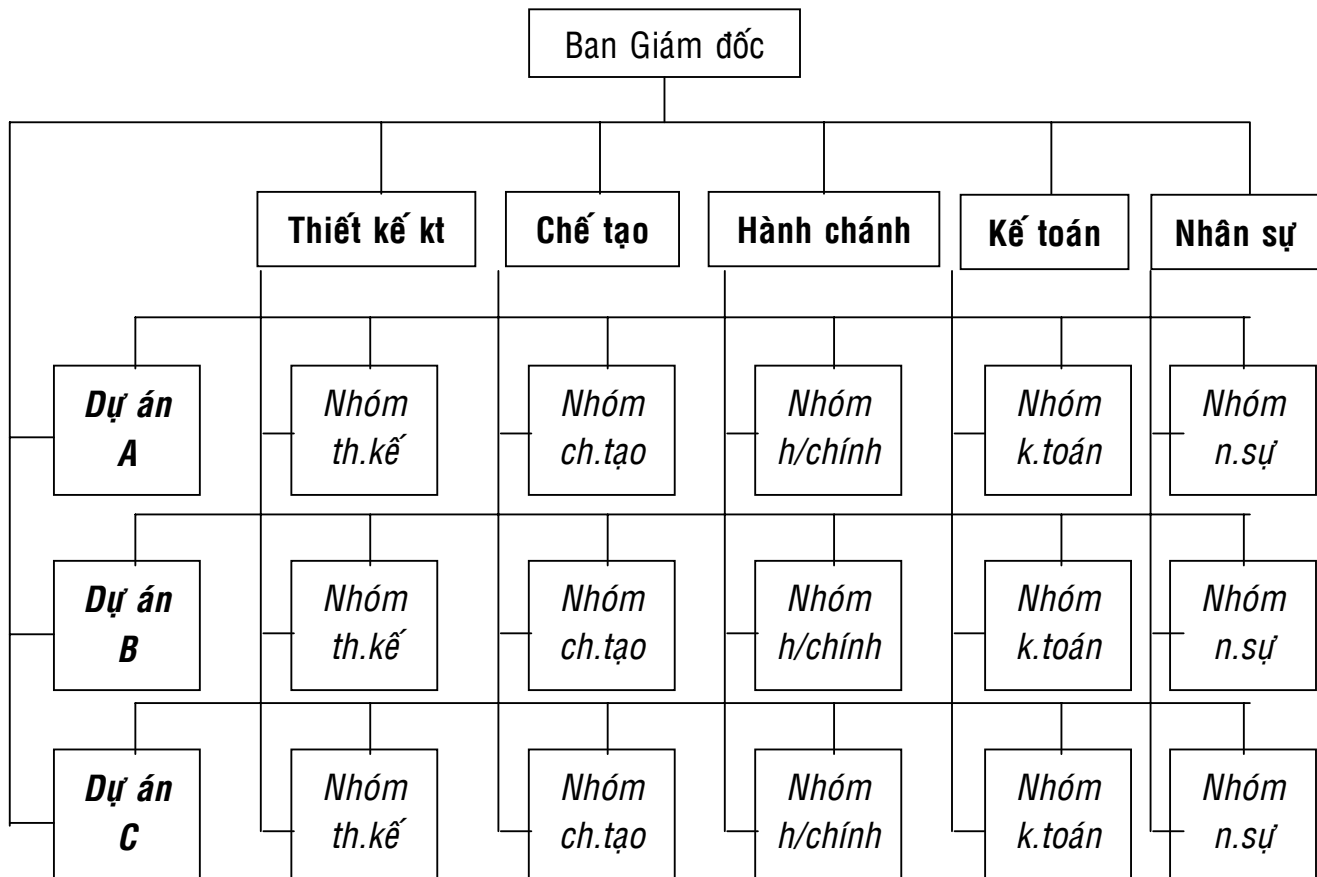 Ban Giám đốc
Thiết kế kt
Chế tạo
Hành chánh
Kế toán
Nhân sự
Dự án
A
Nhóm
th.kế
Nhóm
ch.tạo
Nhóm
h/chính
Nhóm
k.toán
Nhóm
n.sự
Dự án
B
Nhóm
th.kế
Nhóm
ch.tạo
Nhóm
h/chính
Nhóm
k.toán
Nhóm
n.sự
Dự án
C
Nhóm
th.kế
Nhóm
ch.tạo
Nhóm
h/chính
Nhóm
k.toán
Nhóm
n.sự